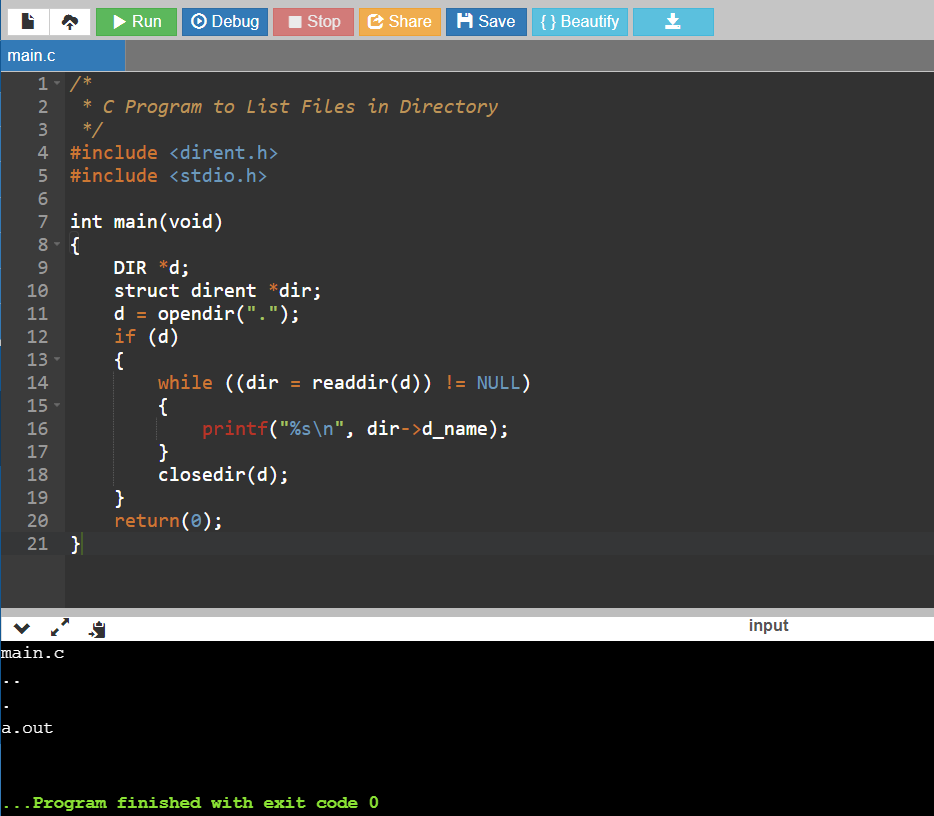 Run Debug Stop Share Save { } Beautify
main.c
1 /*
2  * C Program to List Files in Directory
3  */
4 #include <dirent.h>
5 #include <stdio.h>
6
7 int main(void)
8 {
9     DIR *d;
10     struct dirent *dir;
11     d = opendir(".");
12     if (d)
13     {
14         while ((dir = readdir(d)) != NULL)
15         {
16             printf("%s\n", dir->d_name);
17         }
18         closedir(d);
19     }
20     return(0);
21 }
input
main.c
..
.
a.out
...Program finished with exit code 0